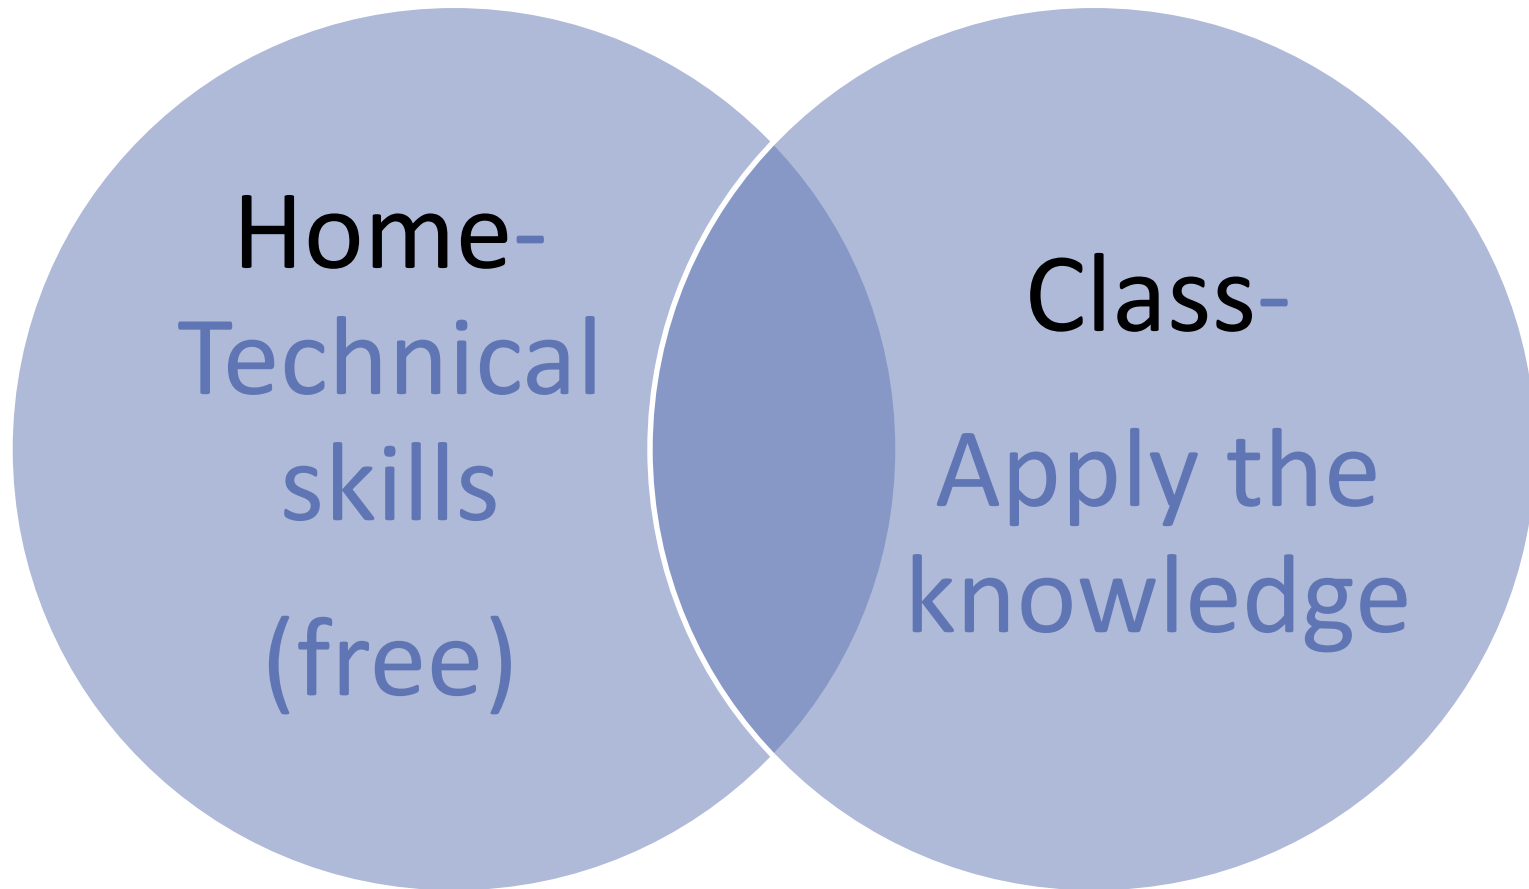 Home-
Technical
skills
(free)
Class-
Apply the
knowledge